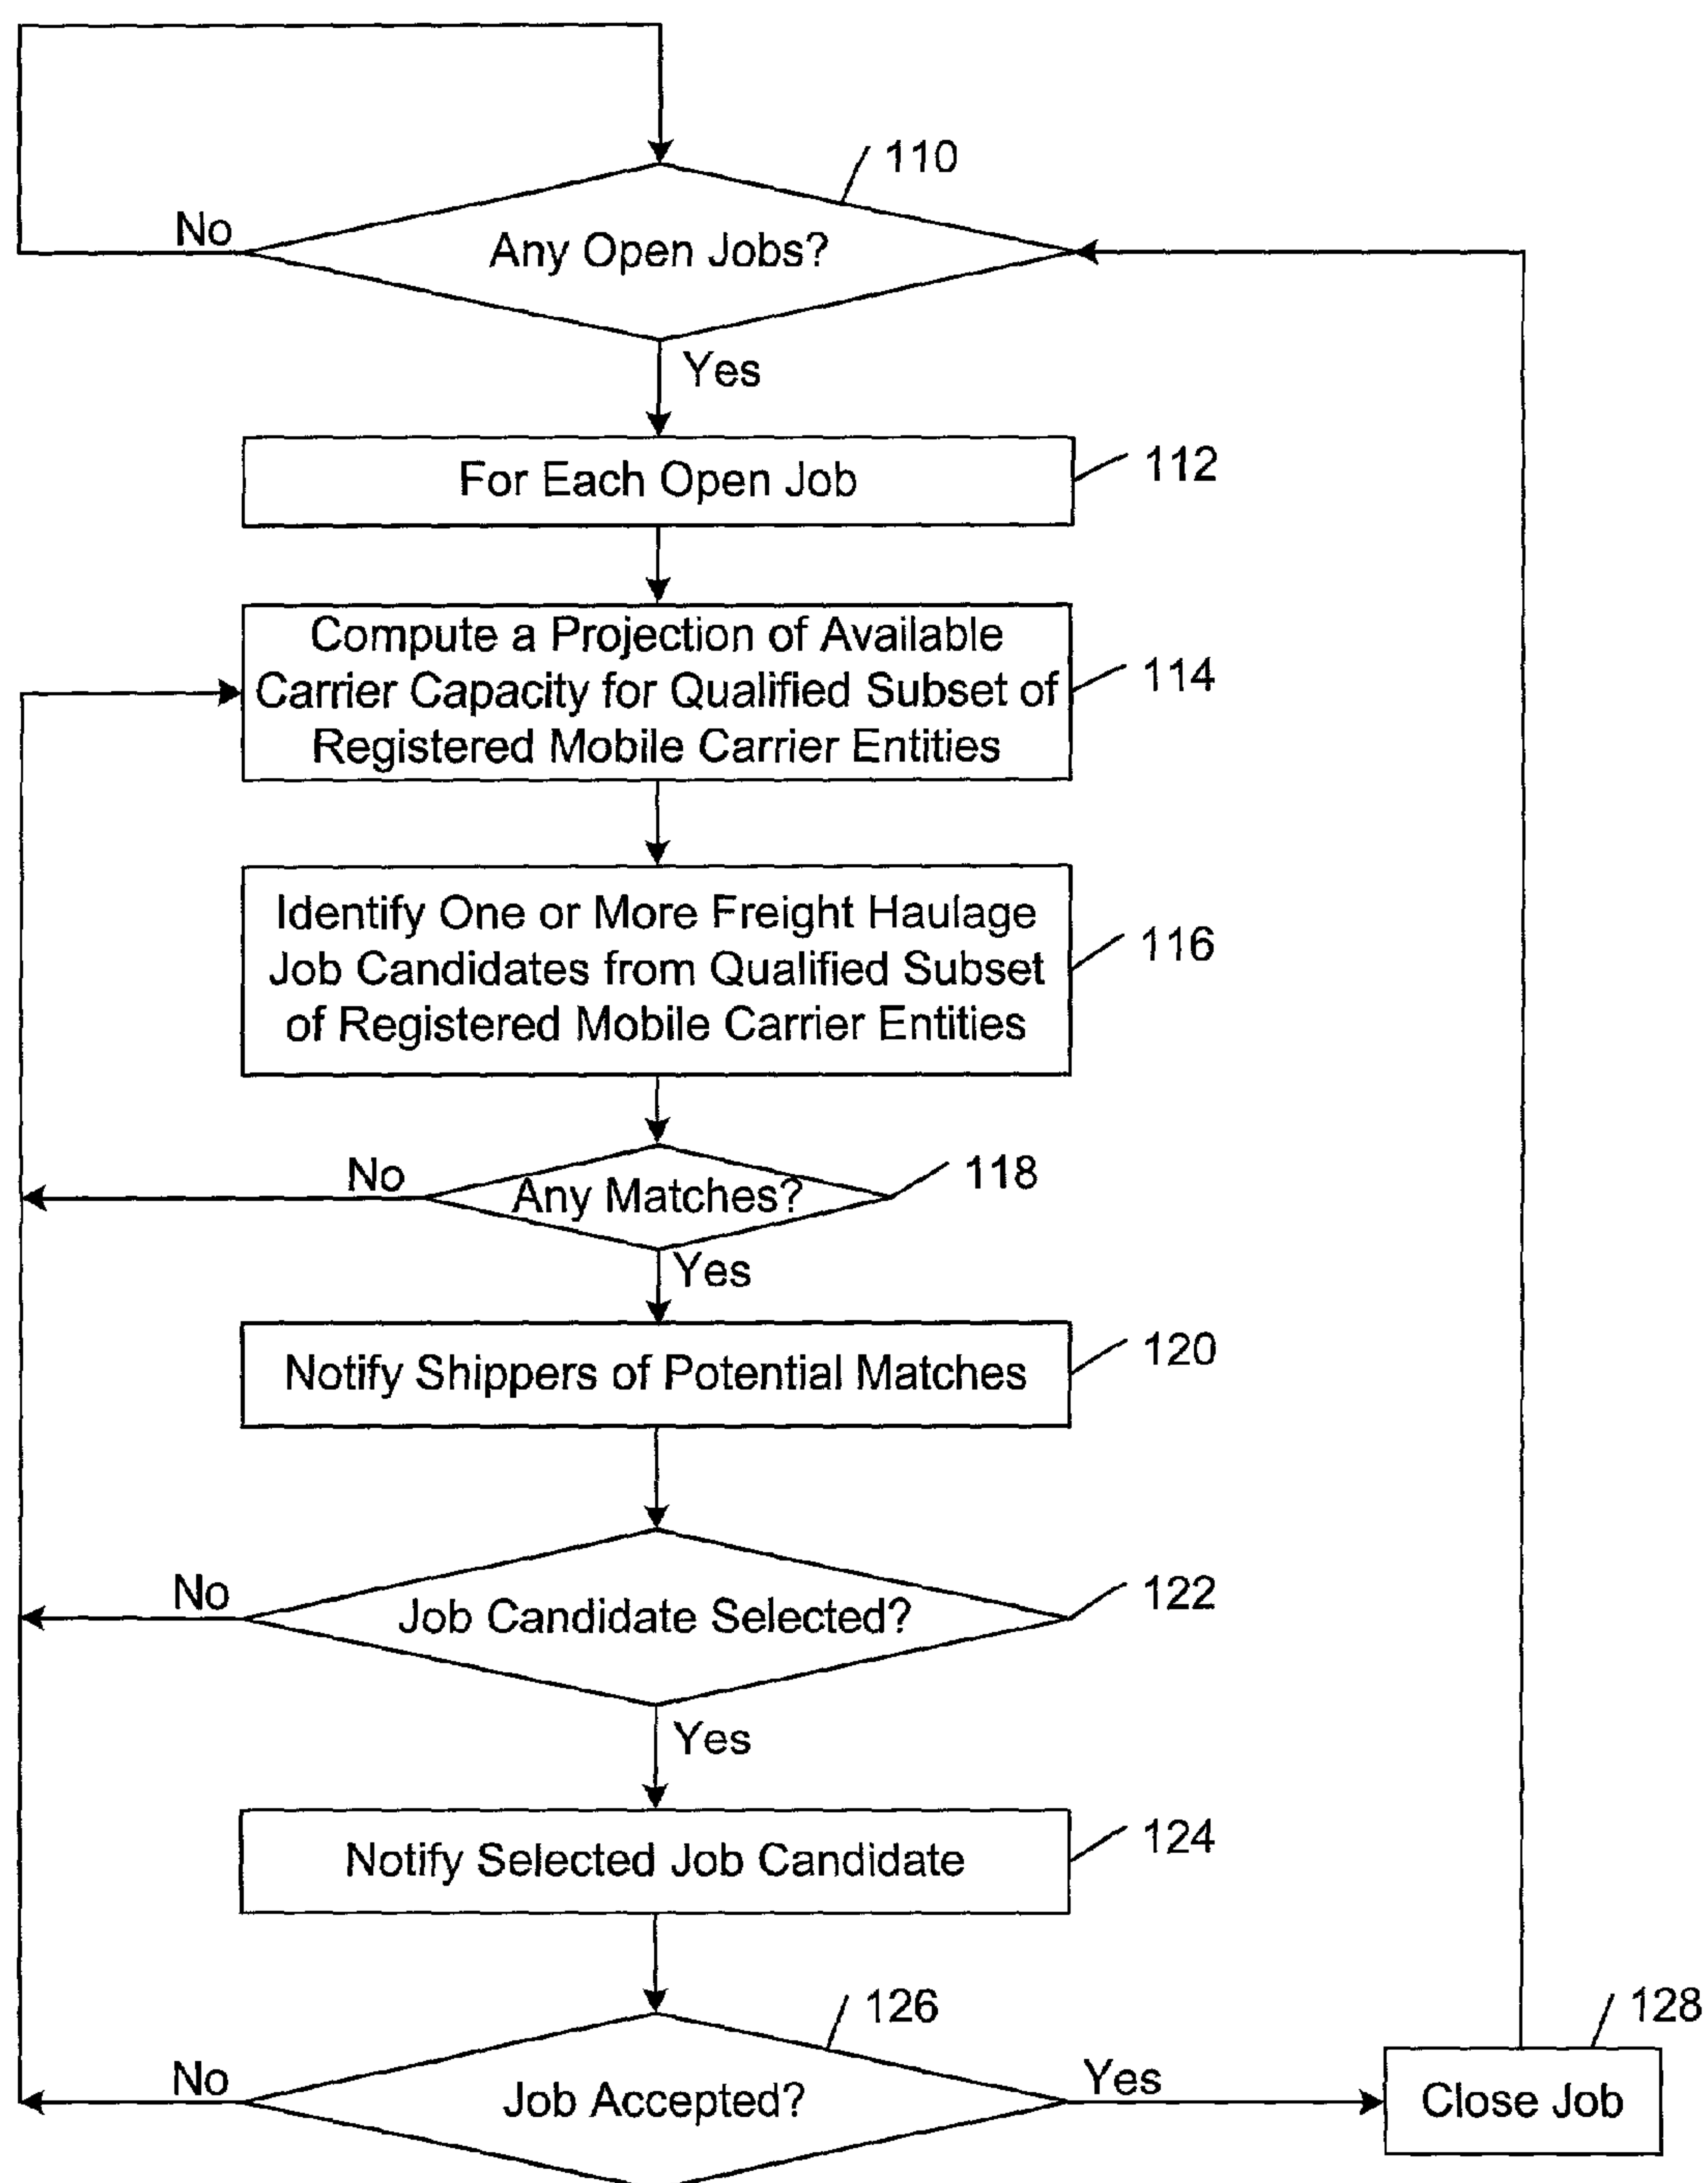 110
No
Any Open Jobs?
Yes
For Each Open Job
112
Compute a Projection of Available
Carrier Capacity for Qualified Subset of
Registered Mobile Carrier Entities
114
Identify One or More Freight Haulage
Job Candidates from Qualified Subset
of Registered Mobile Carrier Entities
116
No
Any Matches?
118
Yes
Notify Shippers of Potential Matches
120
No
Job Candidate Selected?
122
Yes
Notify Selected Job Candidate
124
126
No
Job Accepted?
Yes
128
Close Job